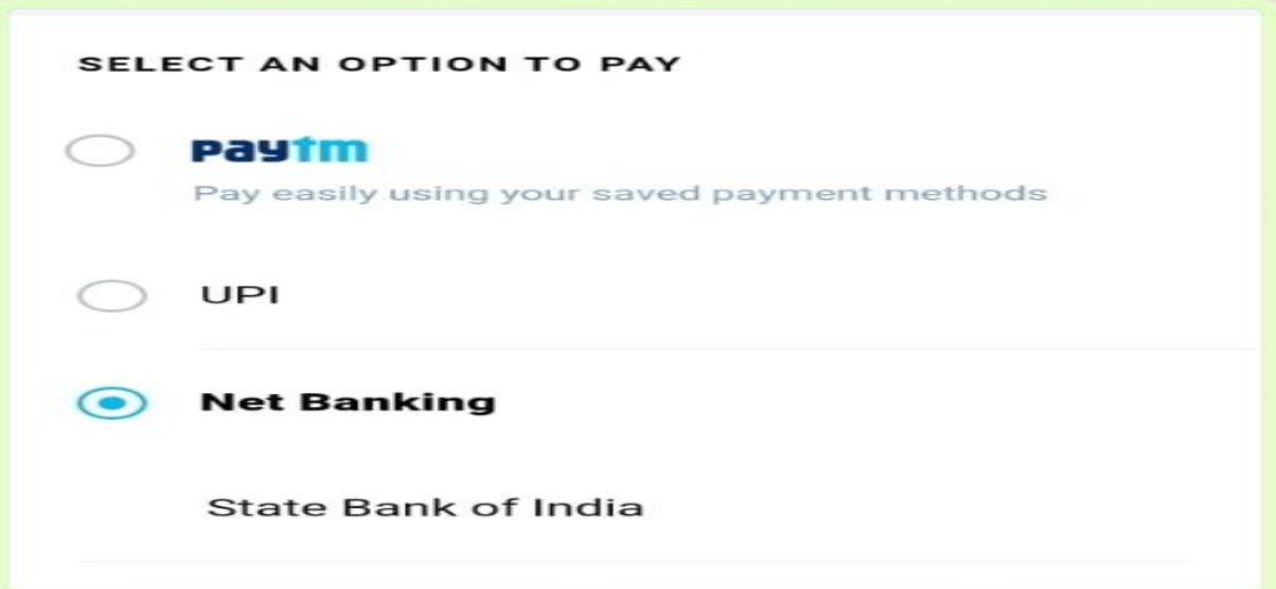 SELECT AN OPTION TO PAY
paytm
Pay easily using your saved payment methods
UPI
Net Banking
State Bank of India